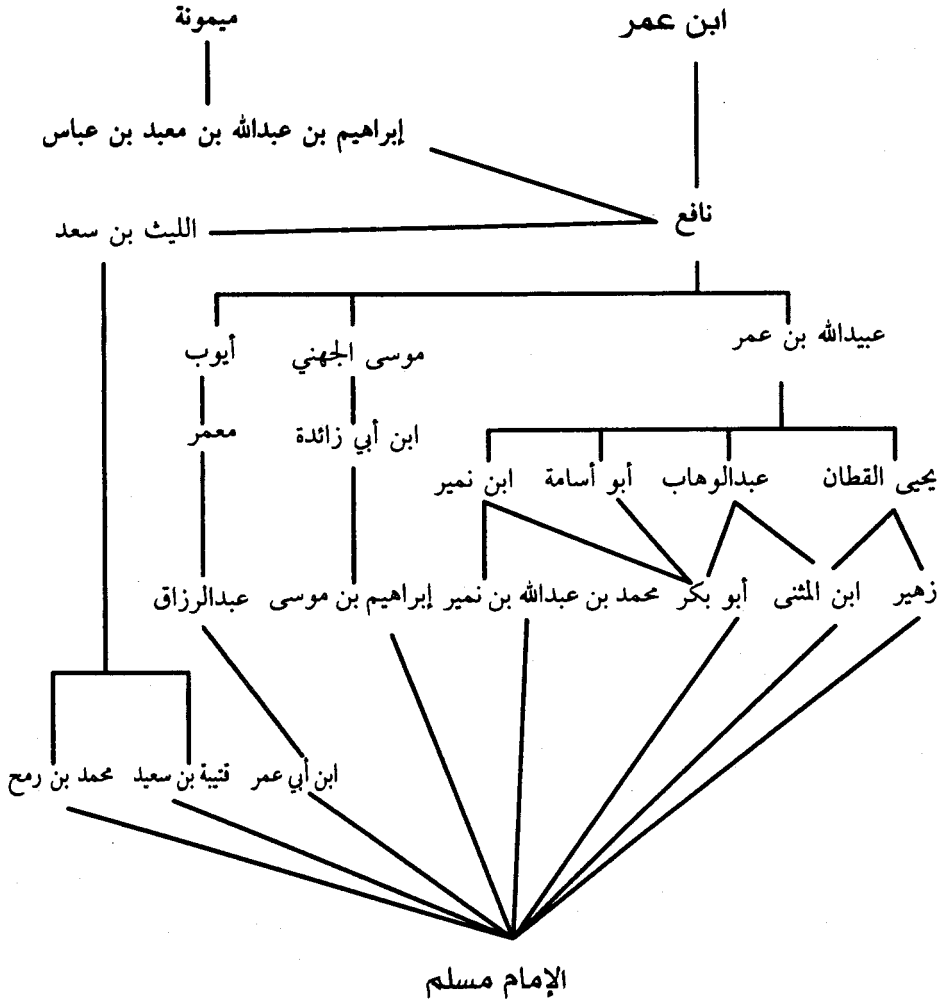 ابن عمر
ميمونة
إبراهيم بن عبدالله بن معبد بن عباس
نافع
الليث بن سعد
عبيدالله بن عمر
موسى الجهني
أيوب
ابن أبي زائدة
معمر
يحيى القطان
عبدالوهاب
أبو أسامة
ابن نمير
زهير
ابن المثنى
أبو بكر
محمد بن عبدالله بن نمير
إبراهيم بن موسى
عبدالرزاق
ابن أبي عمر
قتيبة بن سعيد
محمد بن رمح
الإمام مسلم